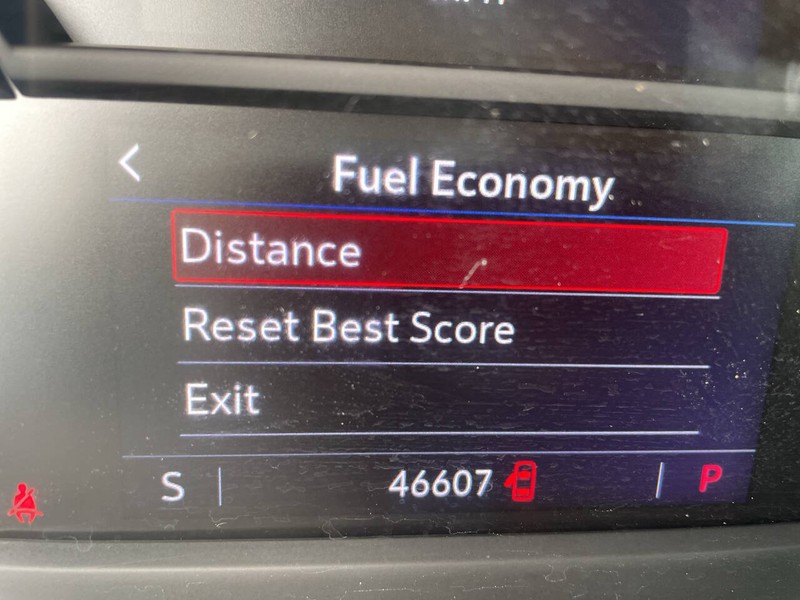 Fuel Economy
Distance
Reset Best Score
Exit
S 46607 P